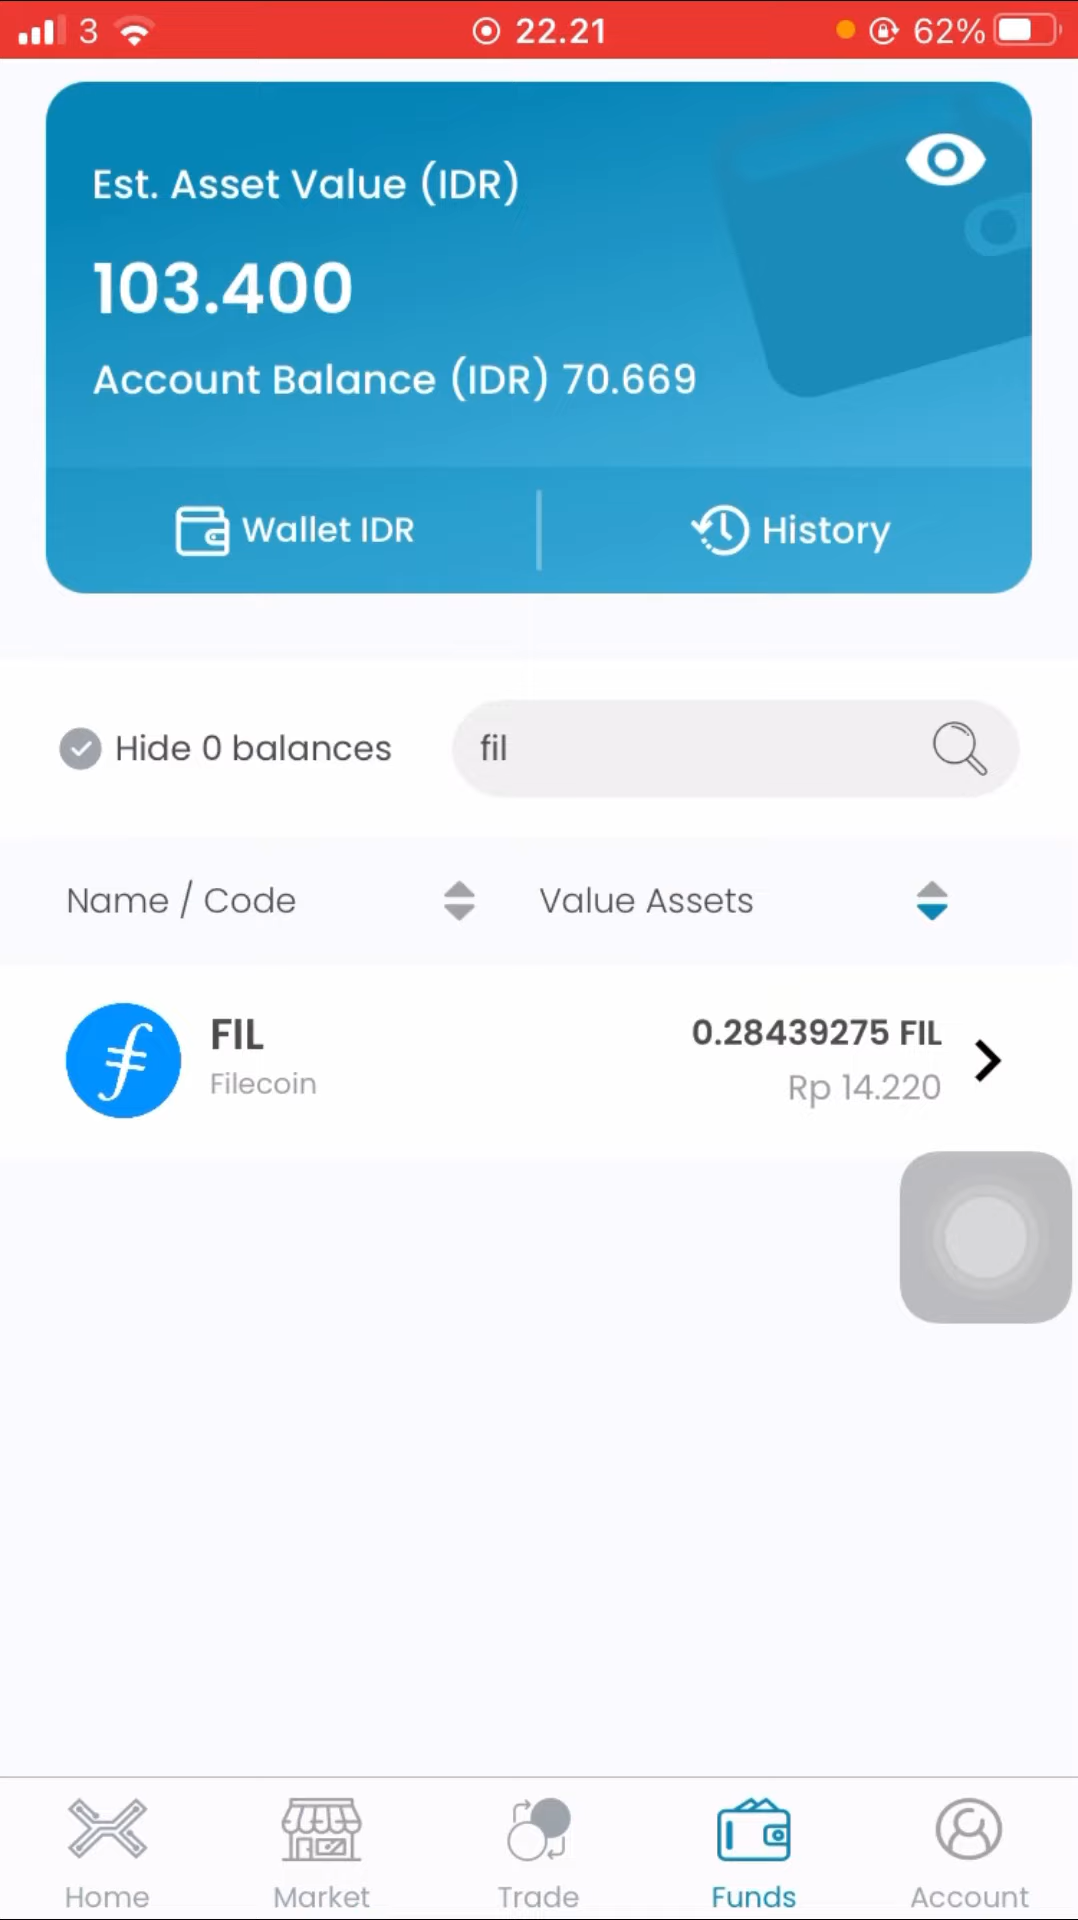 3 22.21 62%
Est. Asset Value (IDR)
103.400
Account Balance (IDR) 70.669
Wallet IDR History
Hide 0 balances fil
Name / Code Value Assets
FIL 0.28439275 FIL
Filecoin Rp 14.220
Home Market Trade Funds Account